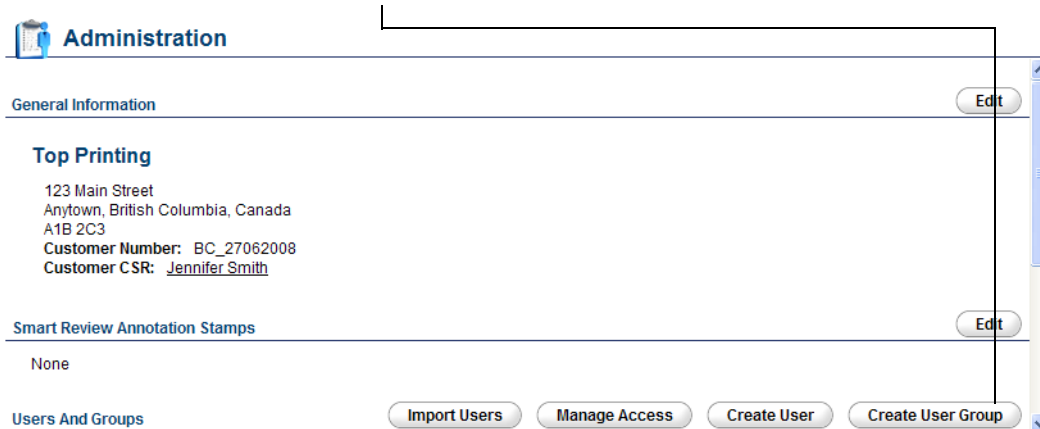 Administration
General Information
Edit
Top Printing
123 Main Street
Anytown, British Columbia, Canada
A1B 2C3
Customer Number: BC_27062008
Customer CSR: Jennifer Smith
Smart Review Annotation Stamps
Edit
None
Users And Groups
Import Users
Manage Access
Create User
Create User Group